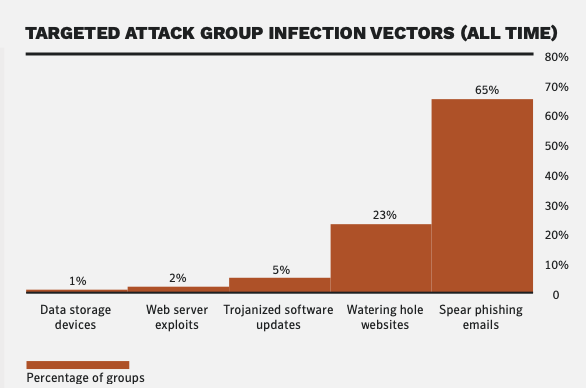 TARGETED ATTACK GROUP INFECTION VECTORS (ALL TIME)
80%
70%
60%
50%
40%
30%
20%
10%
0
1%
2%
5%
23%
65%
Data storage
devices
Web server
exploits
Trojanized software
updates
Watering hole
websites
Spear phishing
emails
Percentage of groups